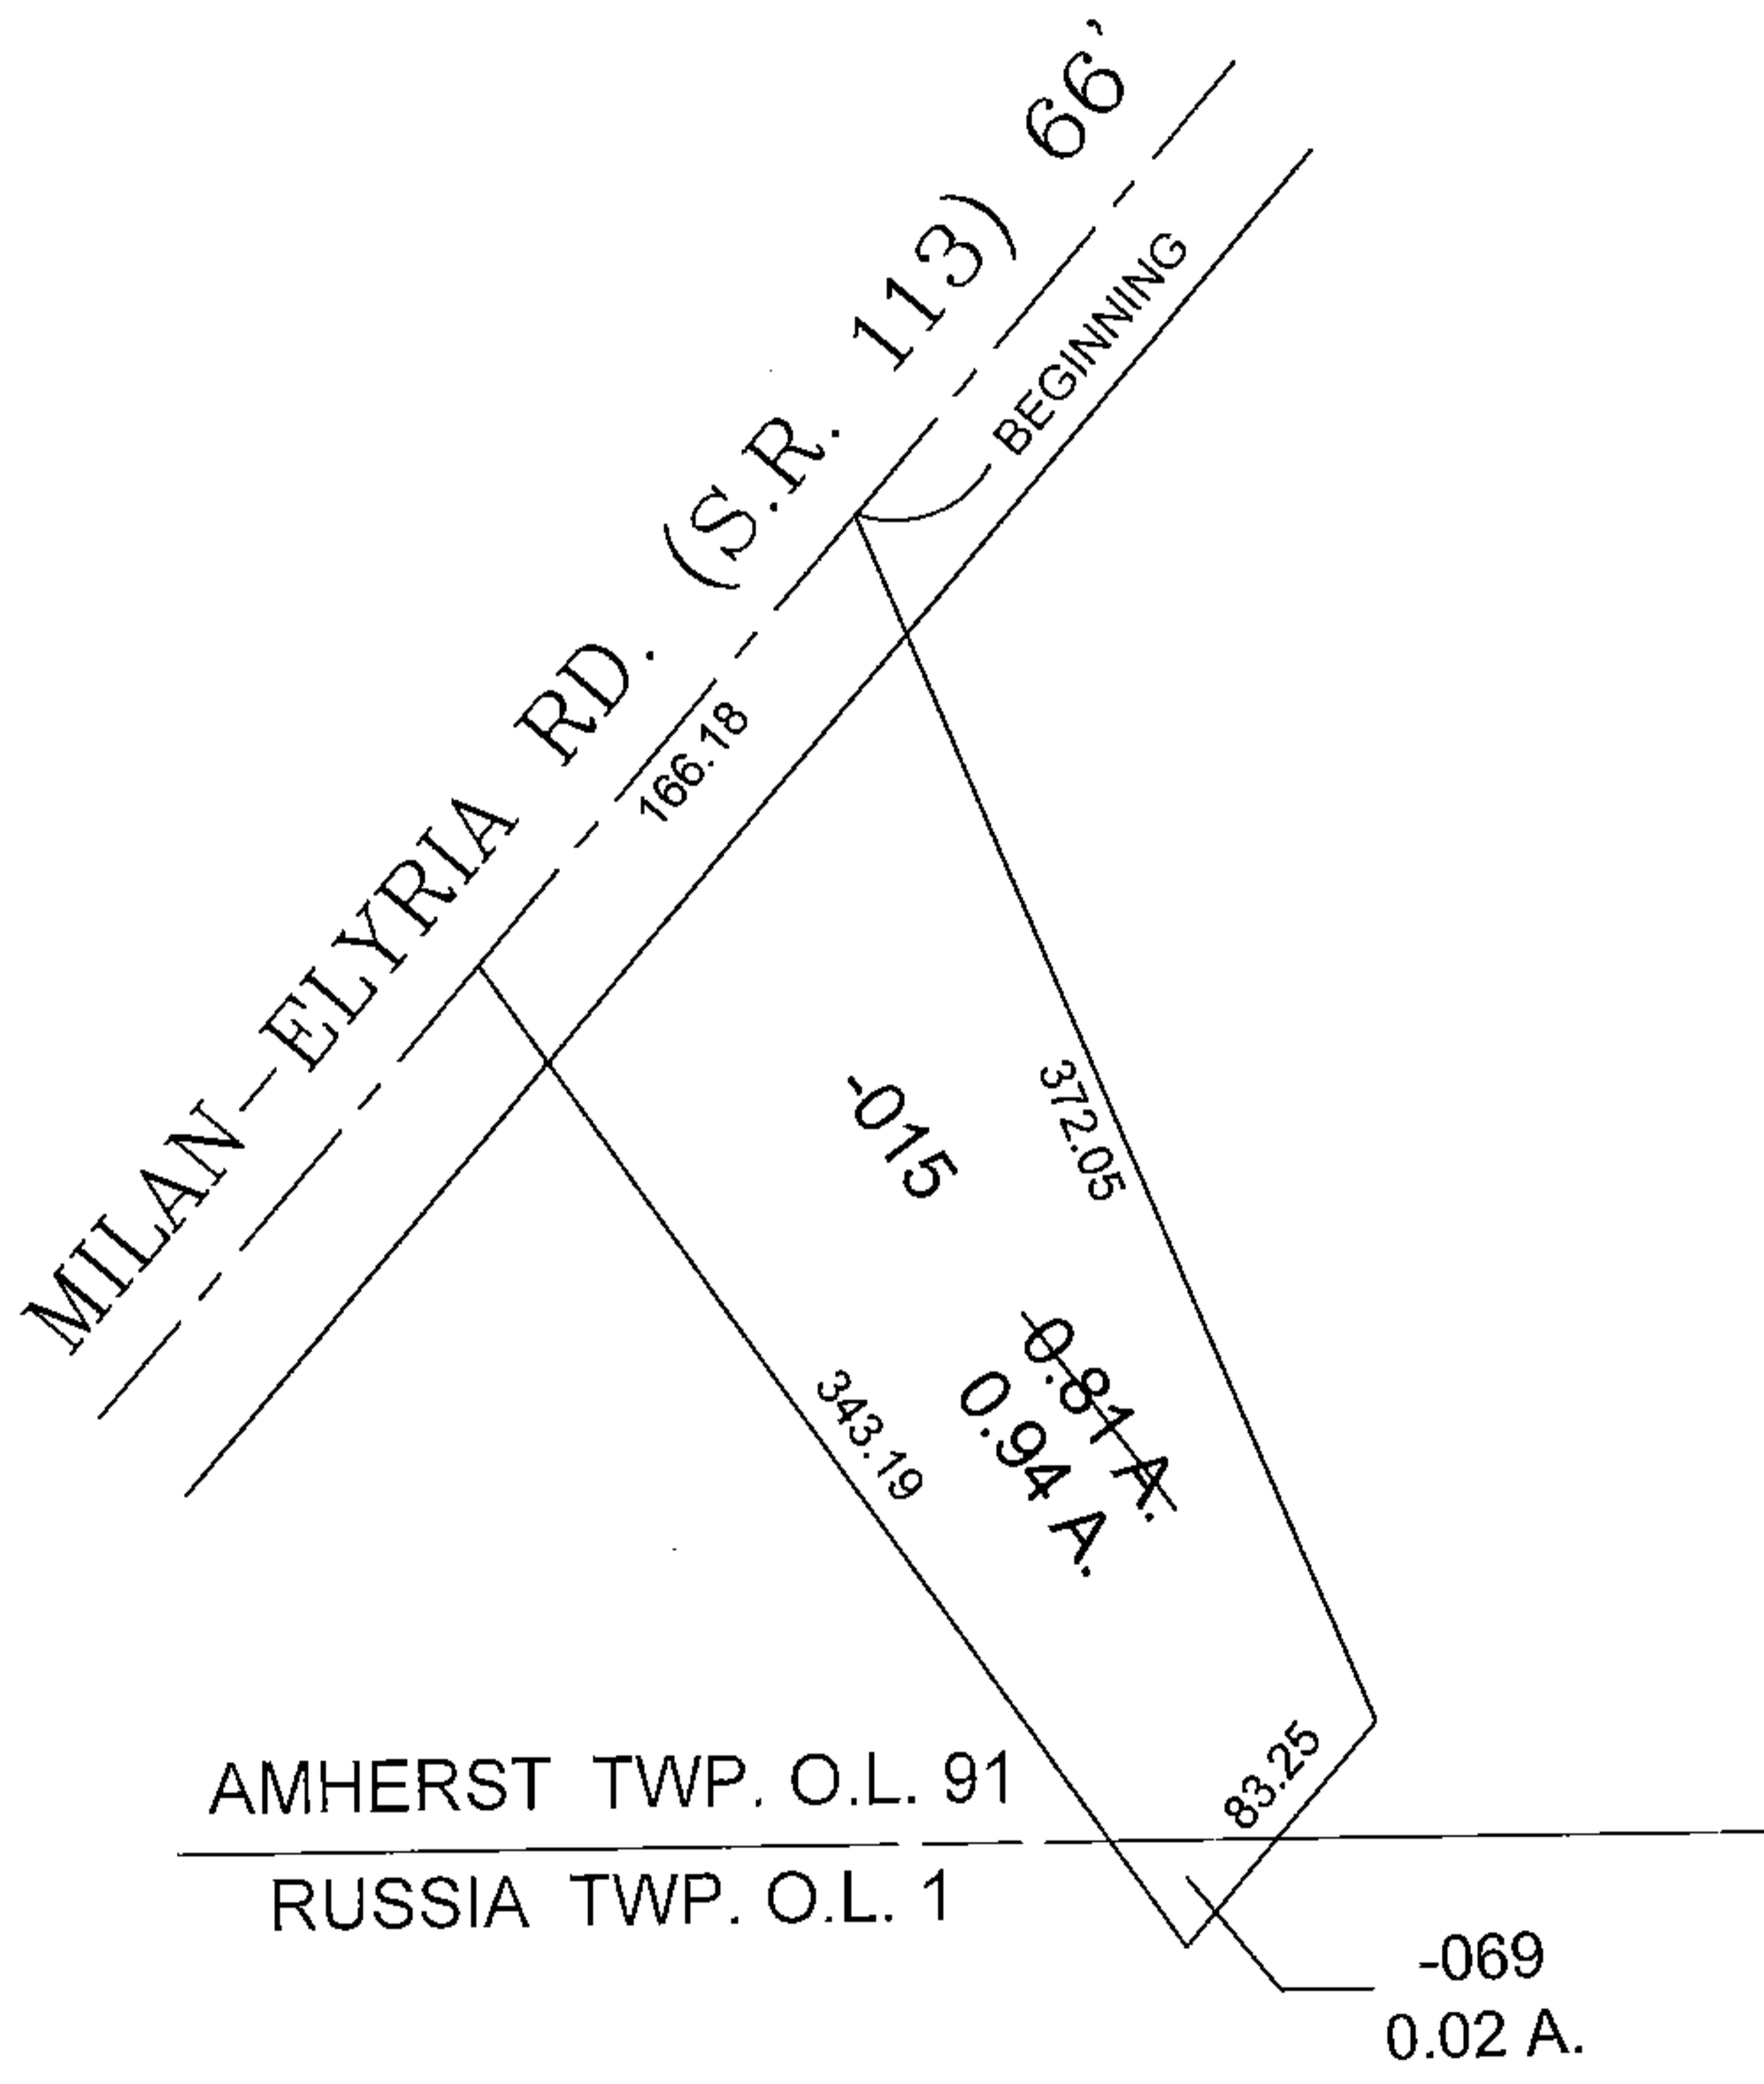 MILAN-ELYRIA RD. (S.R. 113) 66'
BEGINNING
166.18
-015
372.05
0.81 A.
0.94 A.
343.19
83.25
AMHERST TWP. O.L. 91
RUSSIA TWP. O.L. 1
-069
0.02 A.